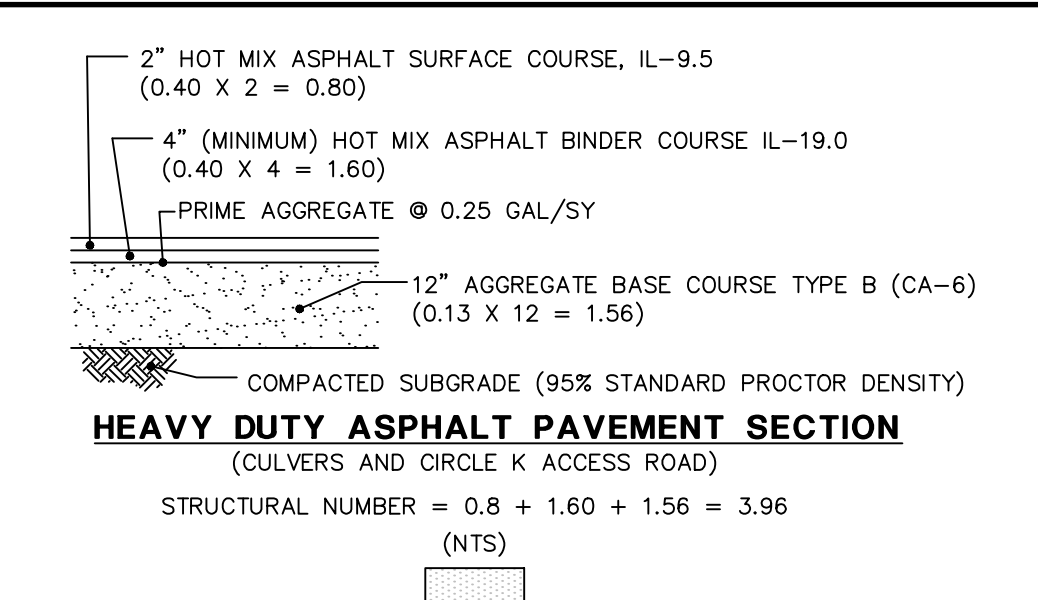 2" HOT MIX ASPHALT SURFACE COURSE, IL-9.5
(0.40 X 2 = 0.80)
4" (MINIMUM) HOT MIX ASPHALT BINDER COURSE IL-19.0
(0.40 X 4 = 1.60)
PRIME AGGREGATE @ 0.25 GAL/SY
12" AGGREGATE BASE COURSE TYPE B (CA-6)
(0.13 X 12 = 1.56)
COMPACTED SUBGRADE (95% STANDARD PROCTOR DENSITY)
HEAVY DUTY ASPHALT PAVEMENT SECTION
(CULVERS AND CIRCLE K ACCESS ROAD)
STRUCTURAL NUMBER = 0.8 + 1.60 + 1.56 = 3.96
(NTS)